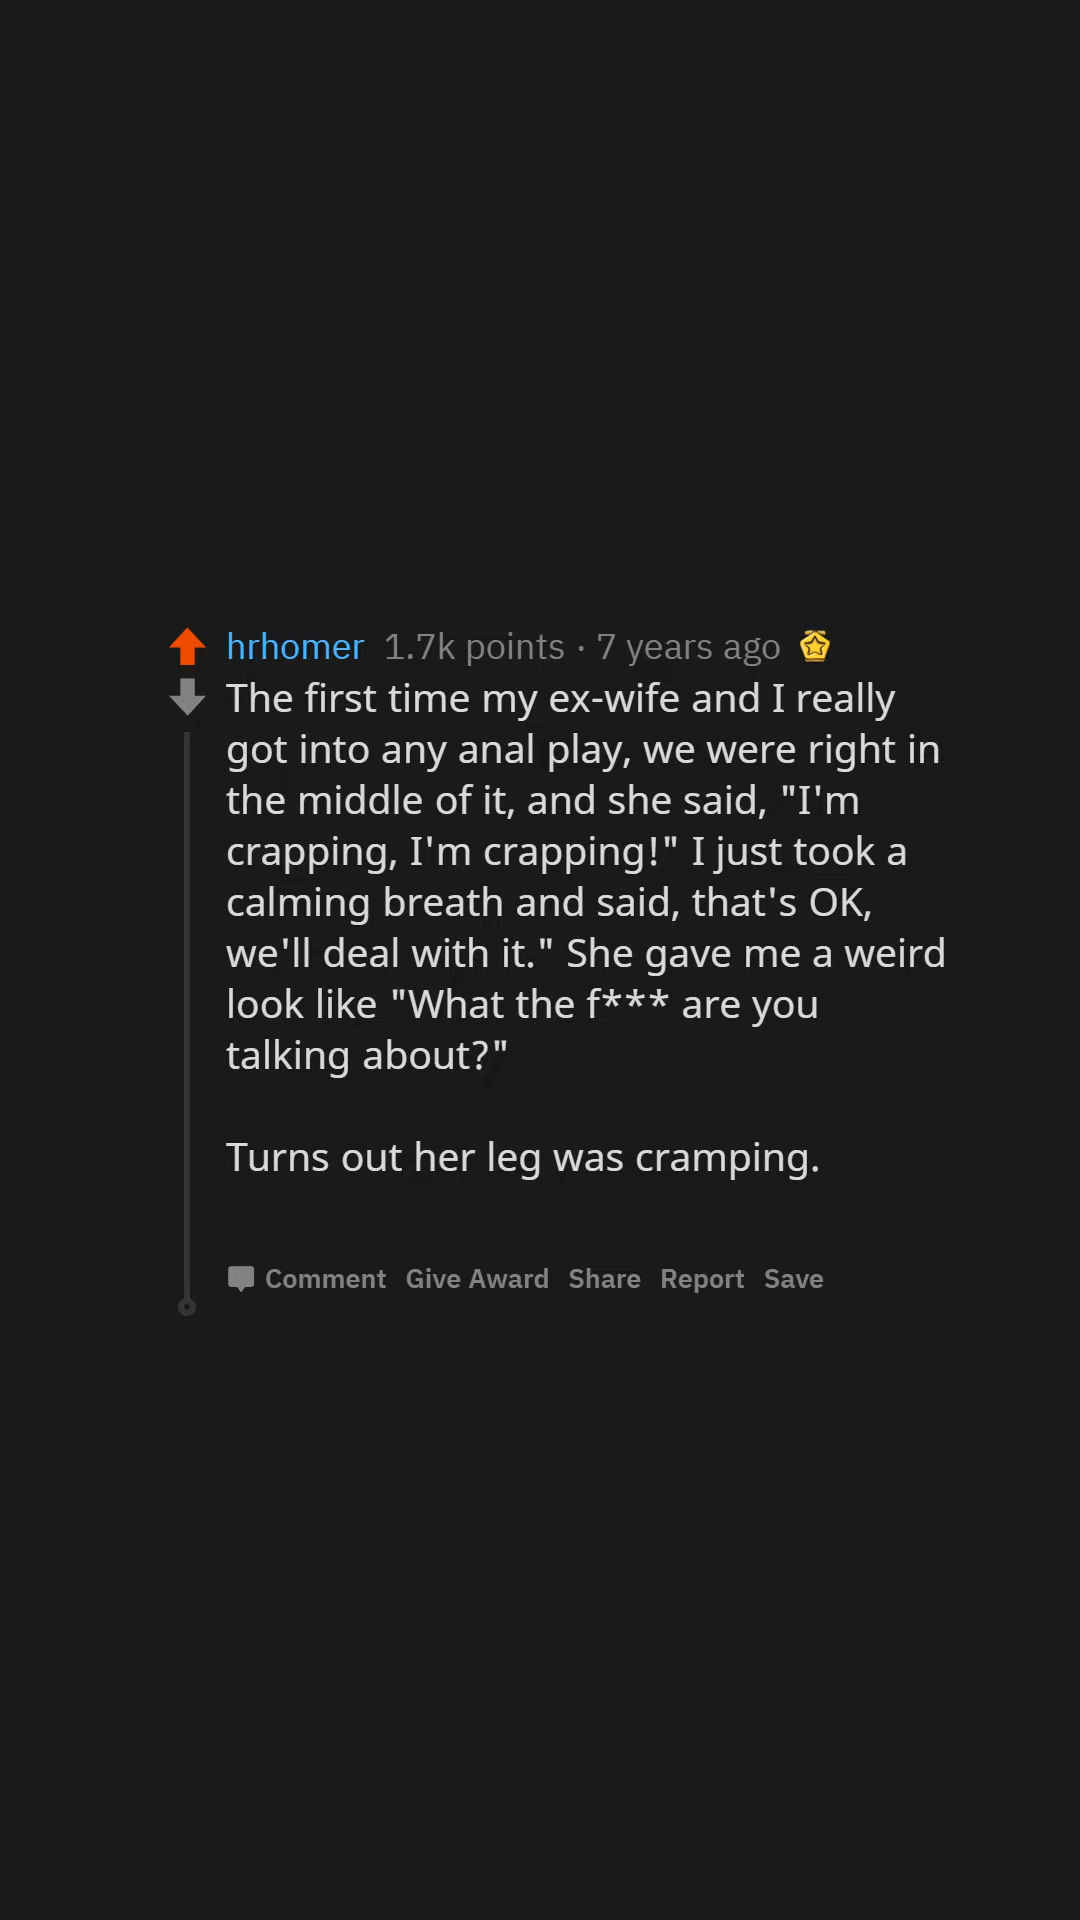 hrhomer 1.7k points · 7 years ago
The first time my ex-wife and I really
got into any anal play, we were right in
the middle of it, and she said, "I'm
crapping, I'm crapping!" I just took a
calming breath and said, that's OK,
we'll deal with it." She gave me a weird
look like "What the f*** are you
talking about?"
Turns out her leg was cramping.
Comment Give Award Share Report Save